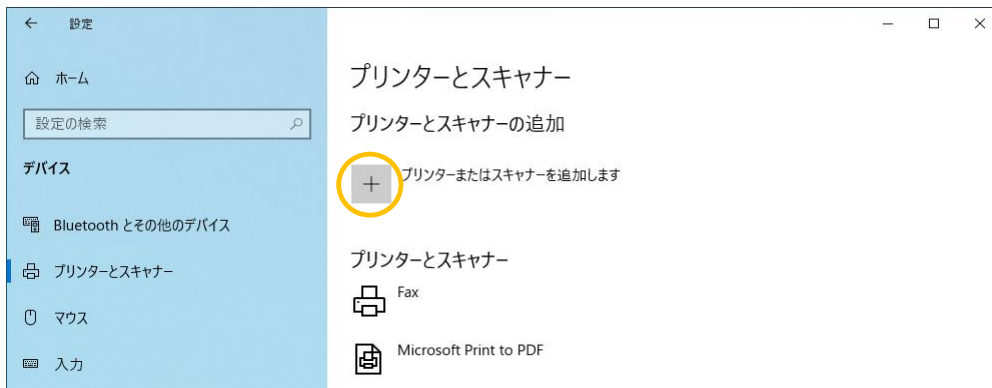 設定
ホーム
設定の検索
デバイス
Bluetooth とその他のデバイス
プリンターとスキャナー
マウス
入力
プリンターとスキャナー
プリンターとスキャナーの追加
プリンターまたはスキャナーを追加します
プリンターとスキャナー
Fax
Microsoft Print to PDF